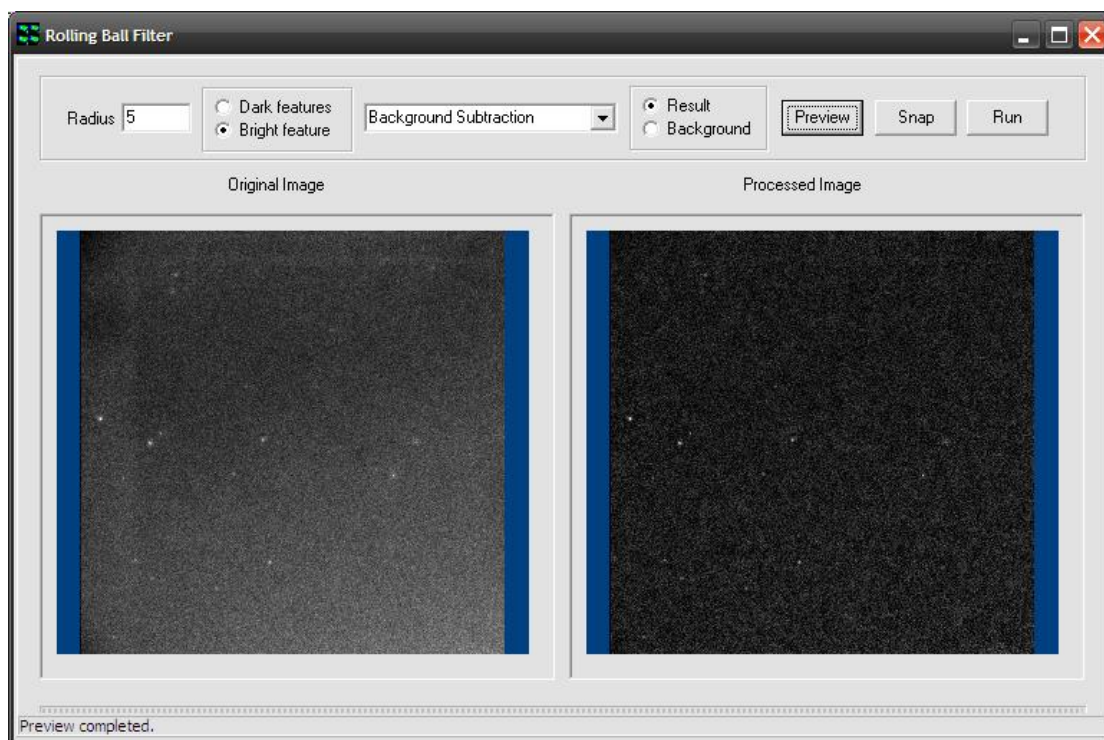 Rolling Ball Filter
Radius 5
Dark features
Bright feature
Background Subtraction
Result
Background
Preview
Snap
Run
Original Image
Processed Image
Preview completed.